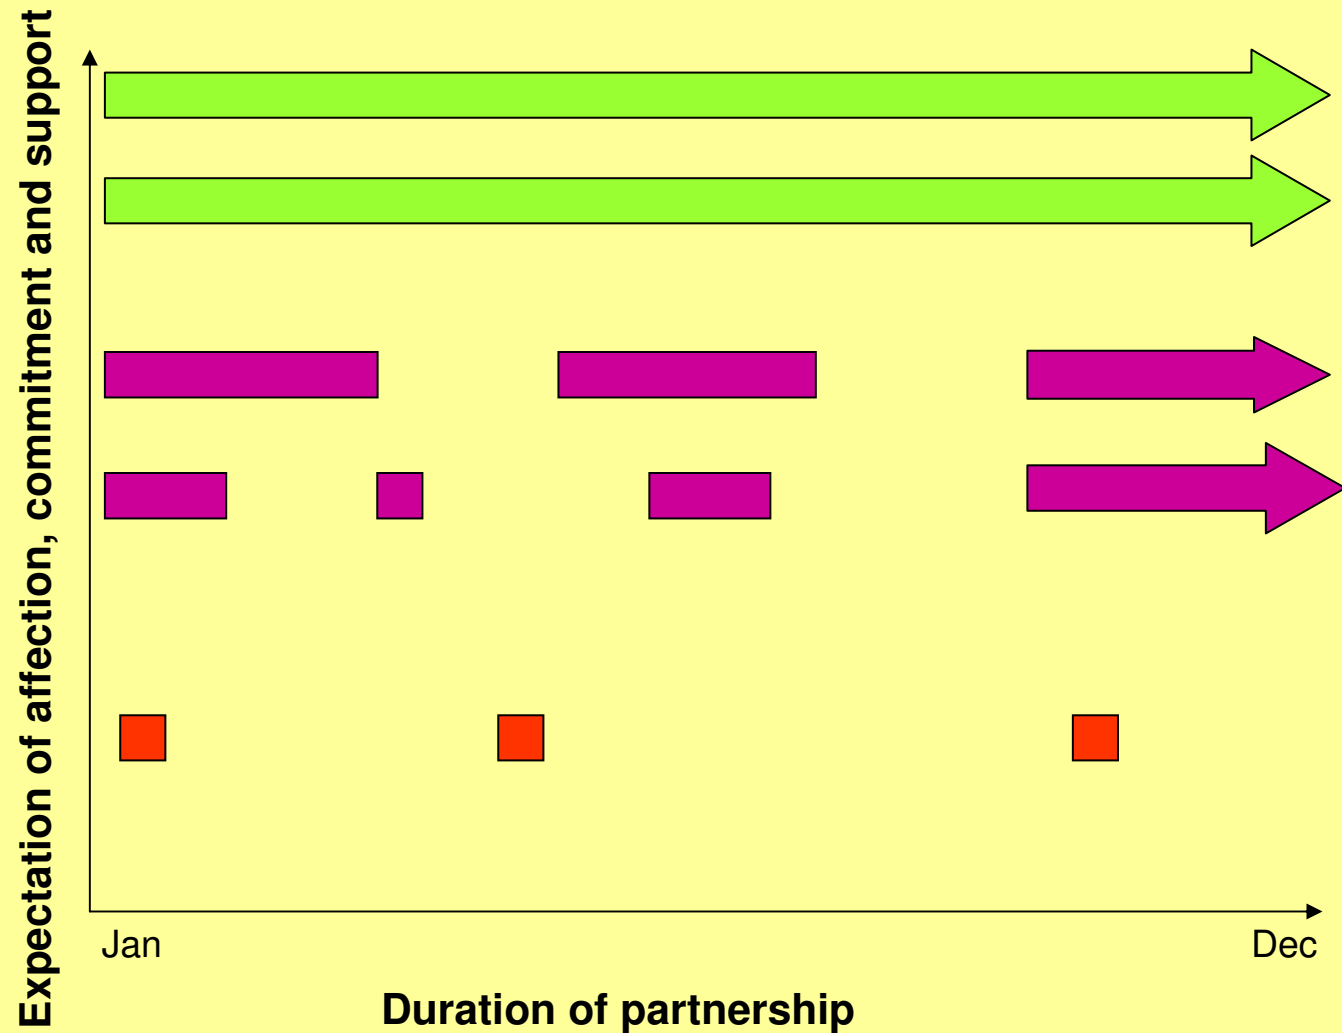 Expectation of affection, commitment and support
Jan
Dec
Duration of partnership